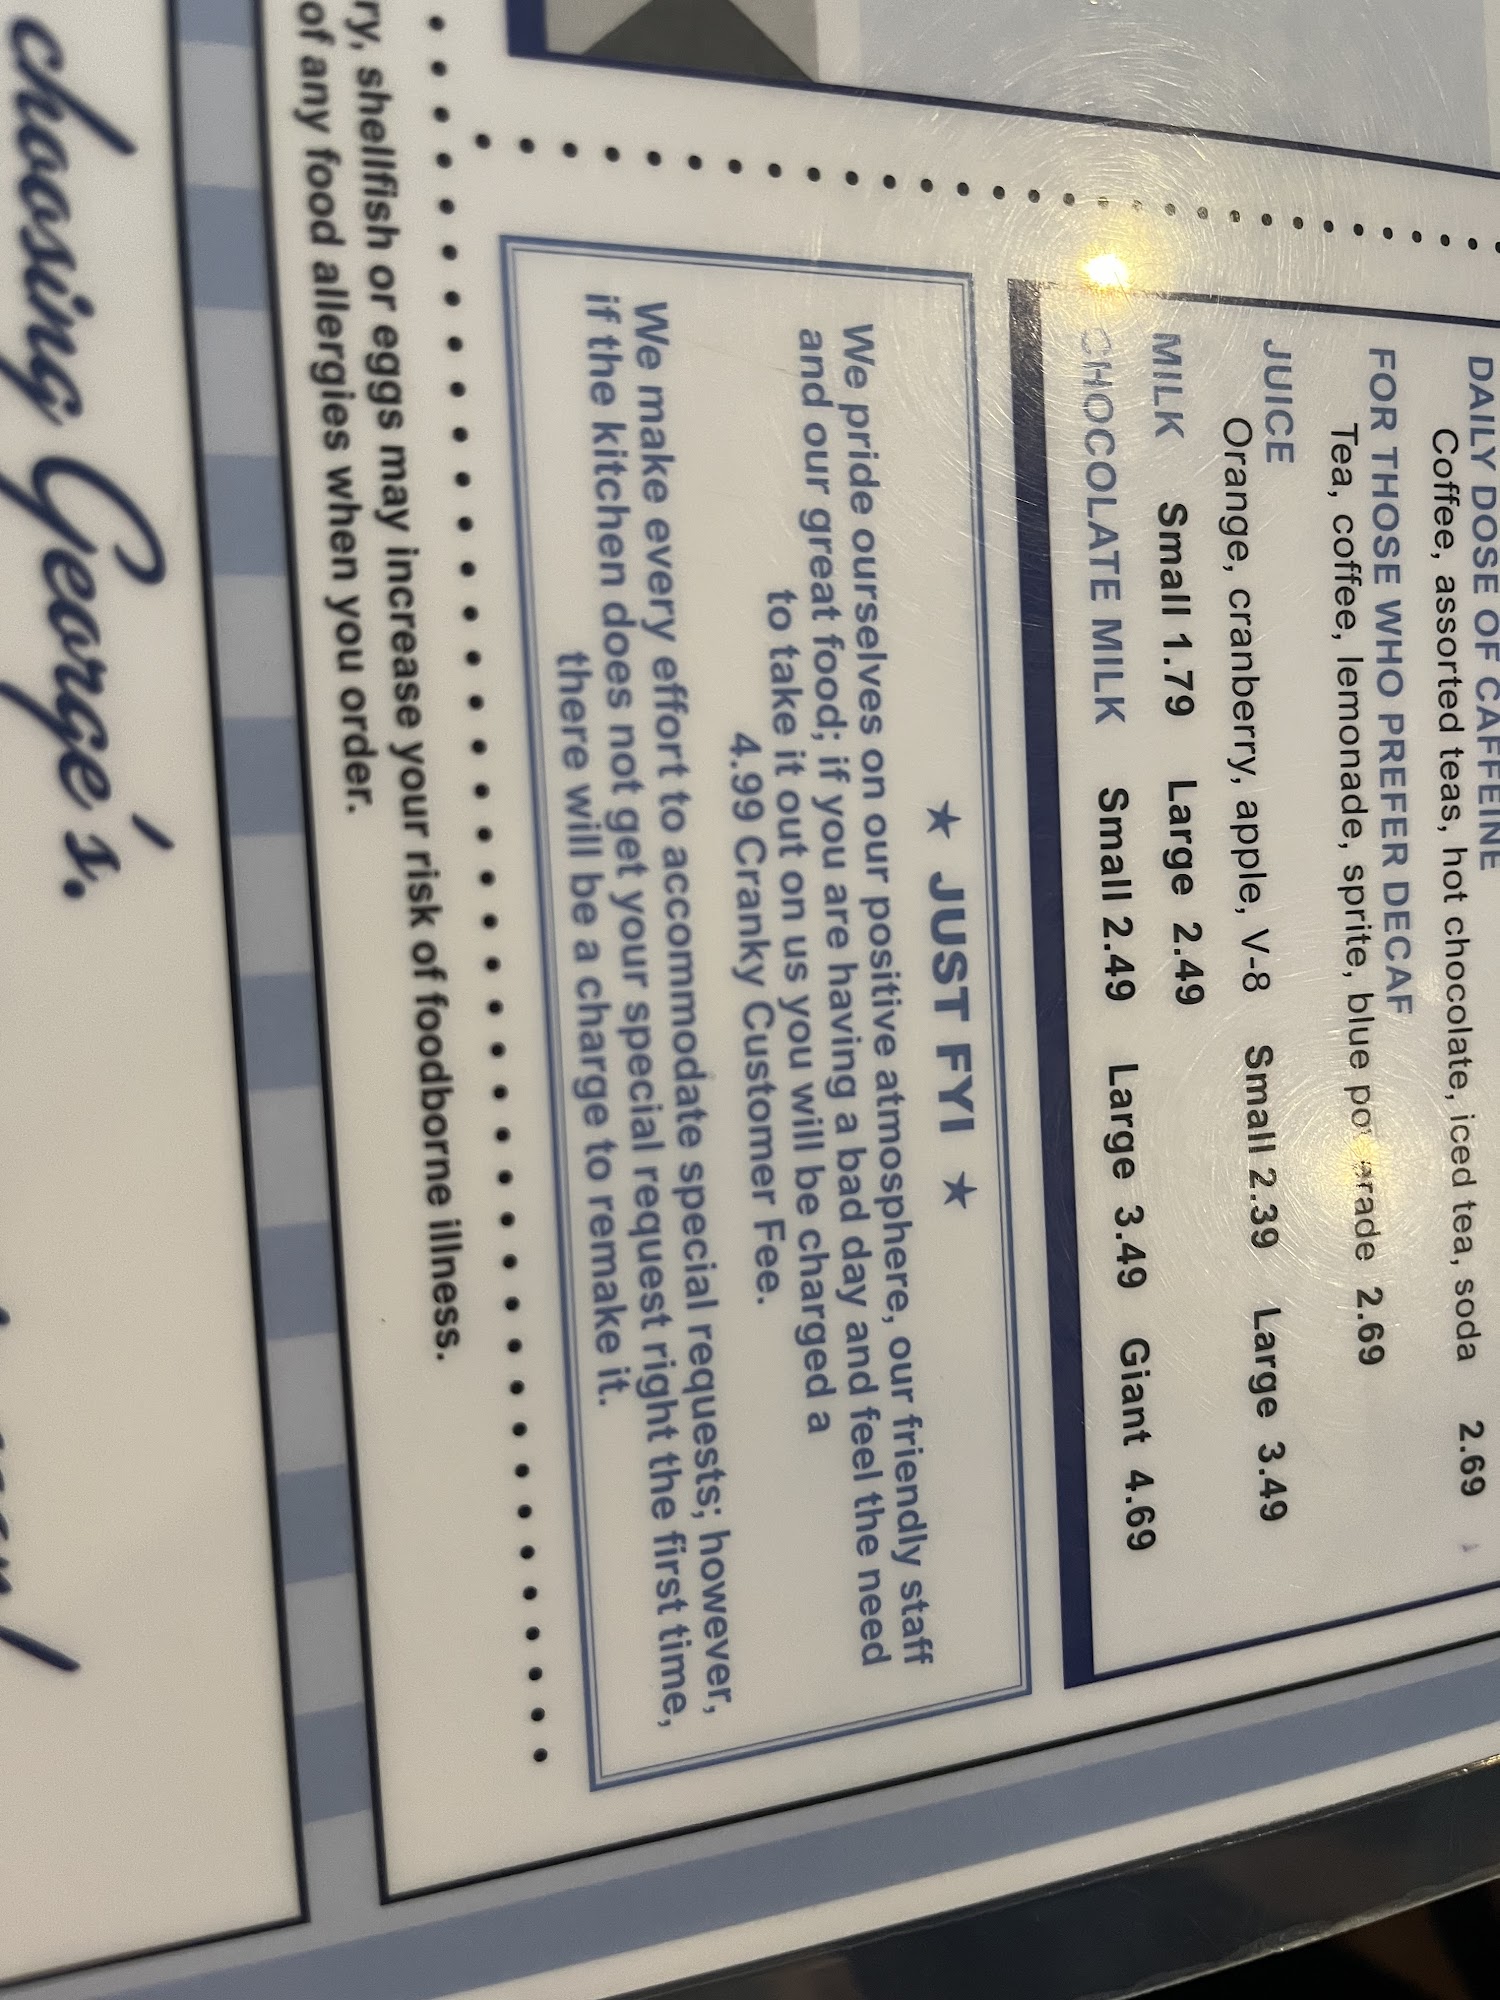 DAILY DOSE OF CAFFEINE
Coffee, assorted teas, hot chocolate, iced tea, soda 2.69
FOR THOSE WHO PREFER DECAF
Tea, coffee, lemonade, sprite, blue powerade 2.69
JUICE
Orange, cranberry, apple, V-8 Small 2.39 Large 3.49
MILK Small 1.79 Large 2.49
CHOCOLATE MILK Small 2.49 Large 3.49 Giant 4.69
★ JUST FYI ★
We pride ourselves on our positive atmosphere, our friendly staff
and our great food; if you are having a bad day and feel the need
to take it out on us you will be charged a
4.99 Cranky Customer Fee.
We make every effort to accommodate special requests; however,
if the kitchen does not get your special request right the first time,
there will be a charge to remake it.
ry, shellfish or eggs may increase your risk of foodborne illness.
of any food allergies when you order.
choosing George's.